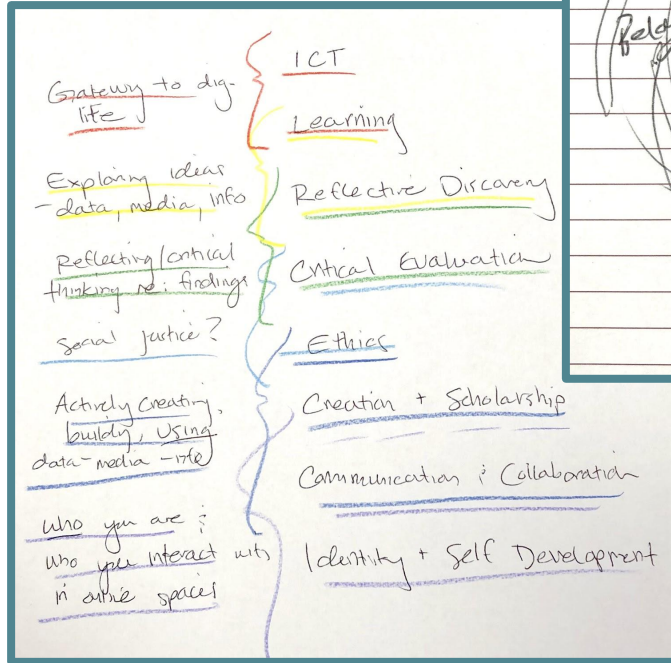 Gateway to dig-
life
Exploring ideas
- data, media, info
Reflecting/critical
thinking re: findings
Social justice?
Actively creating,
buildy, using
data-media-info
who you are &
who you interact with
in online spaces
ICT
Learning
Reflective Discovery
Critical Evaluation
Ethics
Creation + Scholarship
Communication & Collaboration
Identity + Self Development